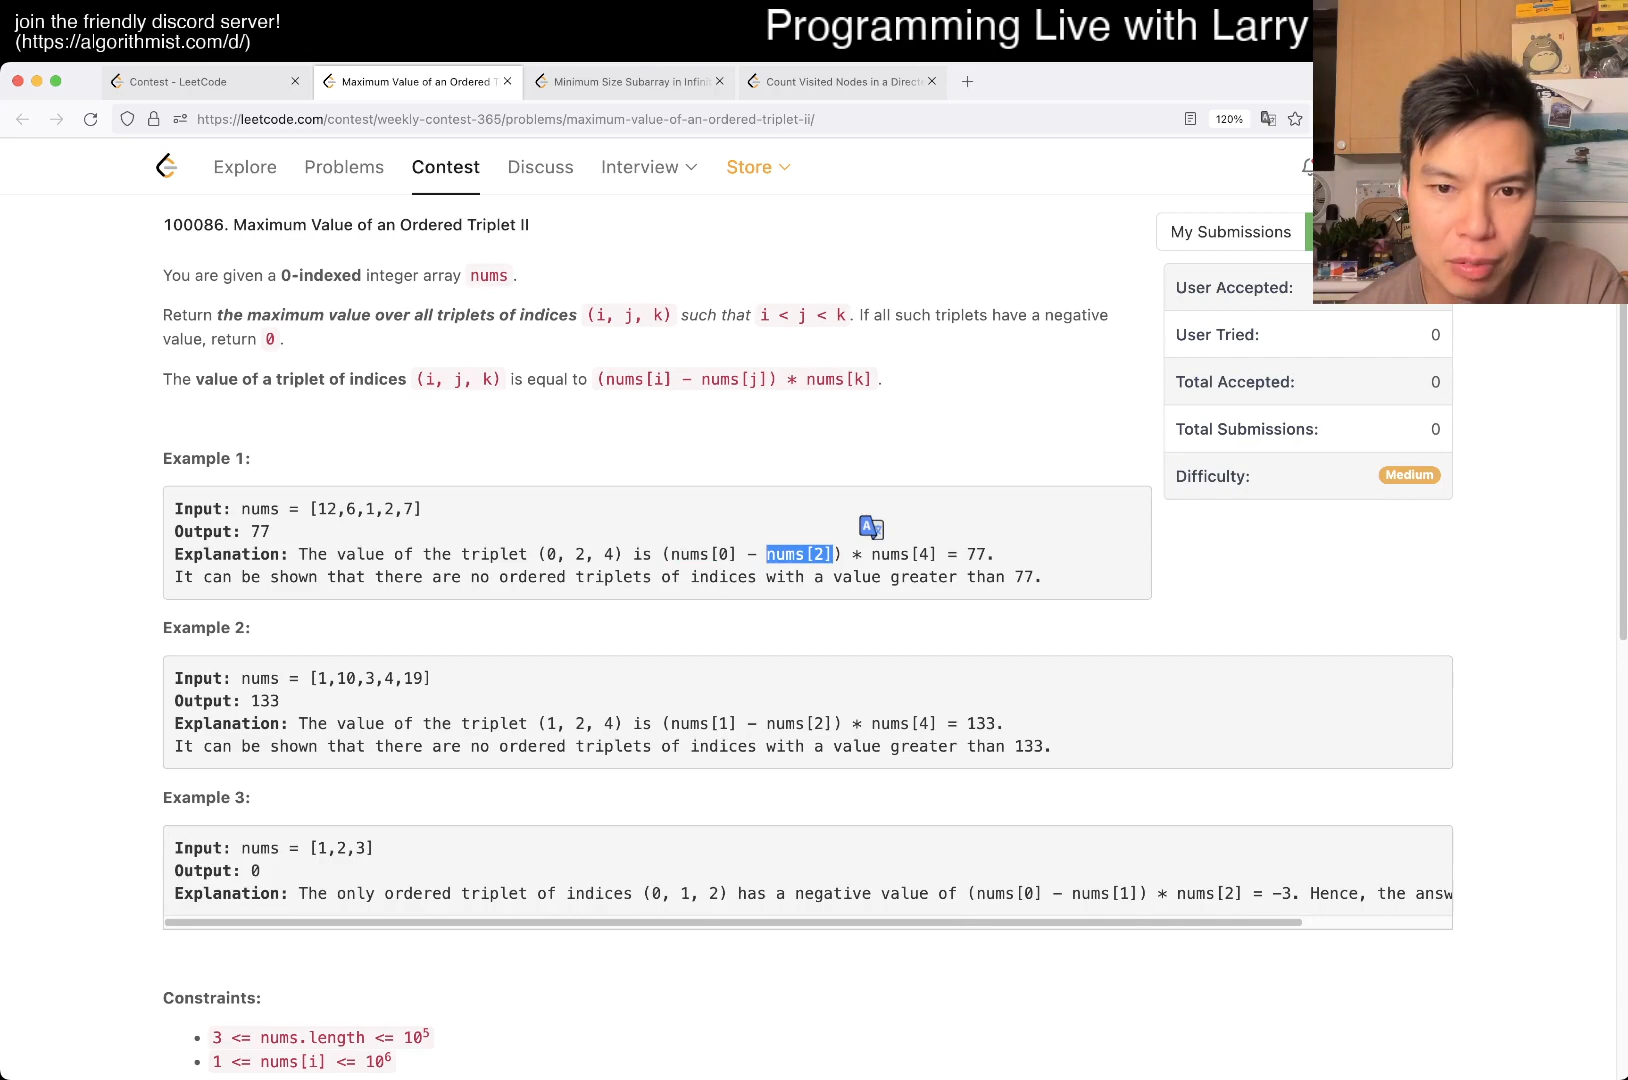 join the friendly discord server!
(https://algorithmist.com/d/)
Programming Live with Larry
Contest - LeetCode
Maximum Value of an Ordered T
Minimum Size Subarray in Infinit
Count Visited Nodes in a Directe
https://leetcode.com/contest/weekly-contest-365/problems/maximum-value-of-an-ordered-triplet-ii/
120%
Explore
Problems
Contest
Discuss
Interview
Store
100086. Maximum Value of an Ordered Triplet II
My Submissions
You are given a 0-indexed integer array nums.
Return the maximum value over all triplets of indices (i, j, k) such that i < j < k. If all such triplets have a negative
value, return 0.
The value of a triplet of indices (i, j, k) is equal to (nums[i] - nums[j]) * nums[k].
User Accepted:
User Tried: 0
Total Accepted: 0
Total Submissions: 0
Difficulty: Medium
Example 1:
Input: nums = [12,6,1,2,7]
Output: 77
Explanation: The value of the triplet (0, 2, 4) is (nums[0] - nums[2]) * nums[4] = 77.
It can be shown that there are no ordered triplets of indices with a value greater than 77.
Example 2:
Input: nums = [1,10,3,4,19]
Output: 133
Explanation: The value of the triplet (1, 2, 4) is (nums[1] - nums[2]) * nums[4] = 133.
It can be shown that there are no ordered triplets of indices with a value greater than 133.
Example 3:
Input: nums = [1,2,3]
Output: 0
Explanation: The only ordered triplet of indices (0, 1, 2) has a negative value of (nums[0] - nums[1]) * nums[2] = -3. Hence, the answ
Constraints:
3 <= nums.length <= 10⁵
1 <= nums[i] <= 10⁶